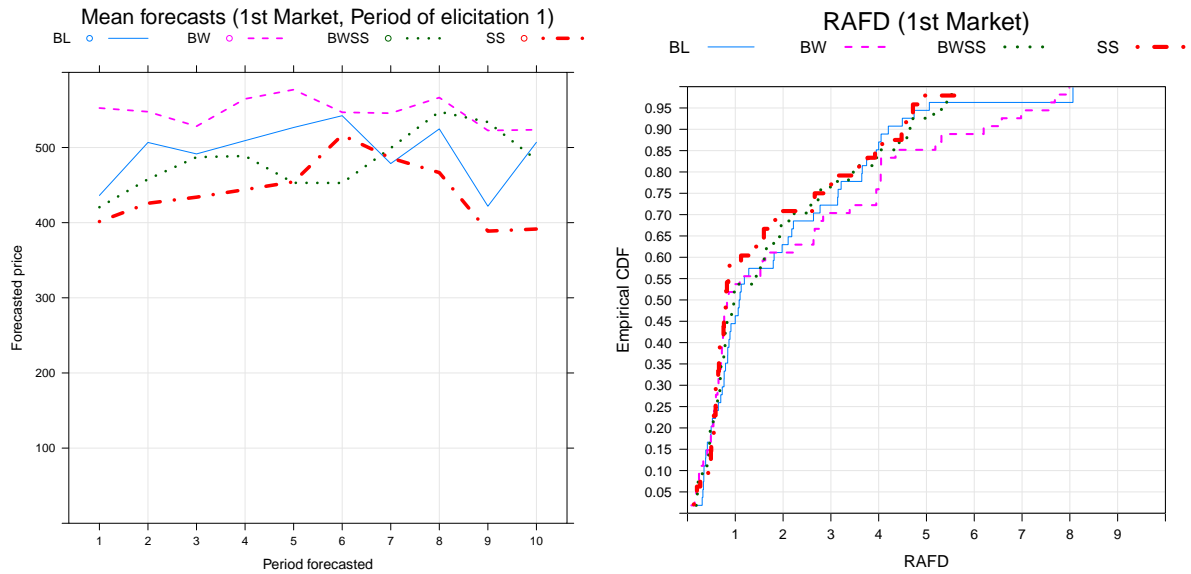 Mean forecasts (1st Market, Period of elicitation 1)
BL BW BWSS SS
Forecasted price
500
400
300
200
100
1 2 3 4 5 6 7 8 9 10
Period forecasted
RAFD (1st Market)
BL BW BWSS SS
Empirical CDF
0.95
0.90
0.85
0.80
0.75
0.70
0.65
0.60
0.55
0.50
0.45
0.40
0.35
0.30
0.25
0.20
0.15
0.10
0.05
1 2 3 4 5 6 7 8 9
RAFD